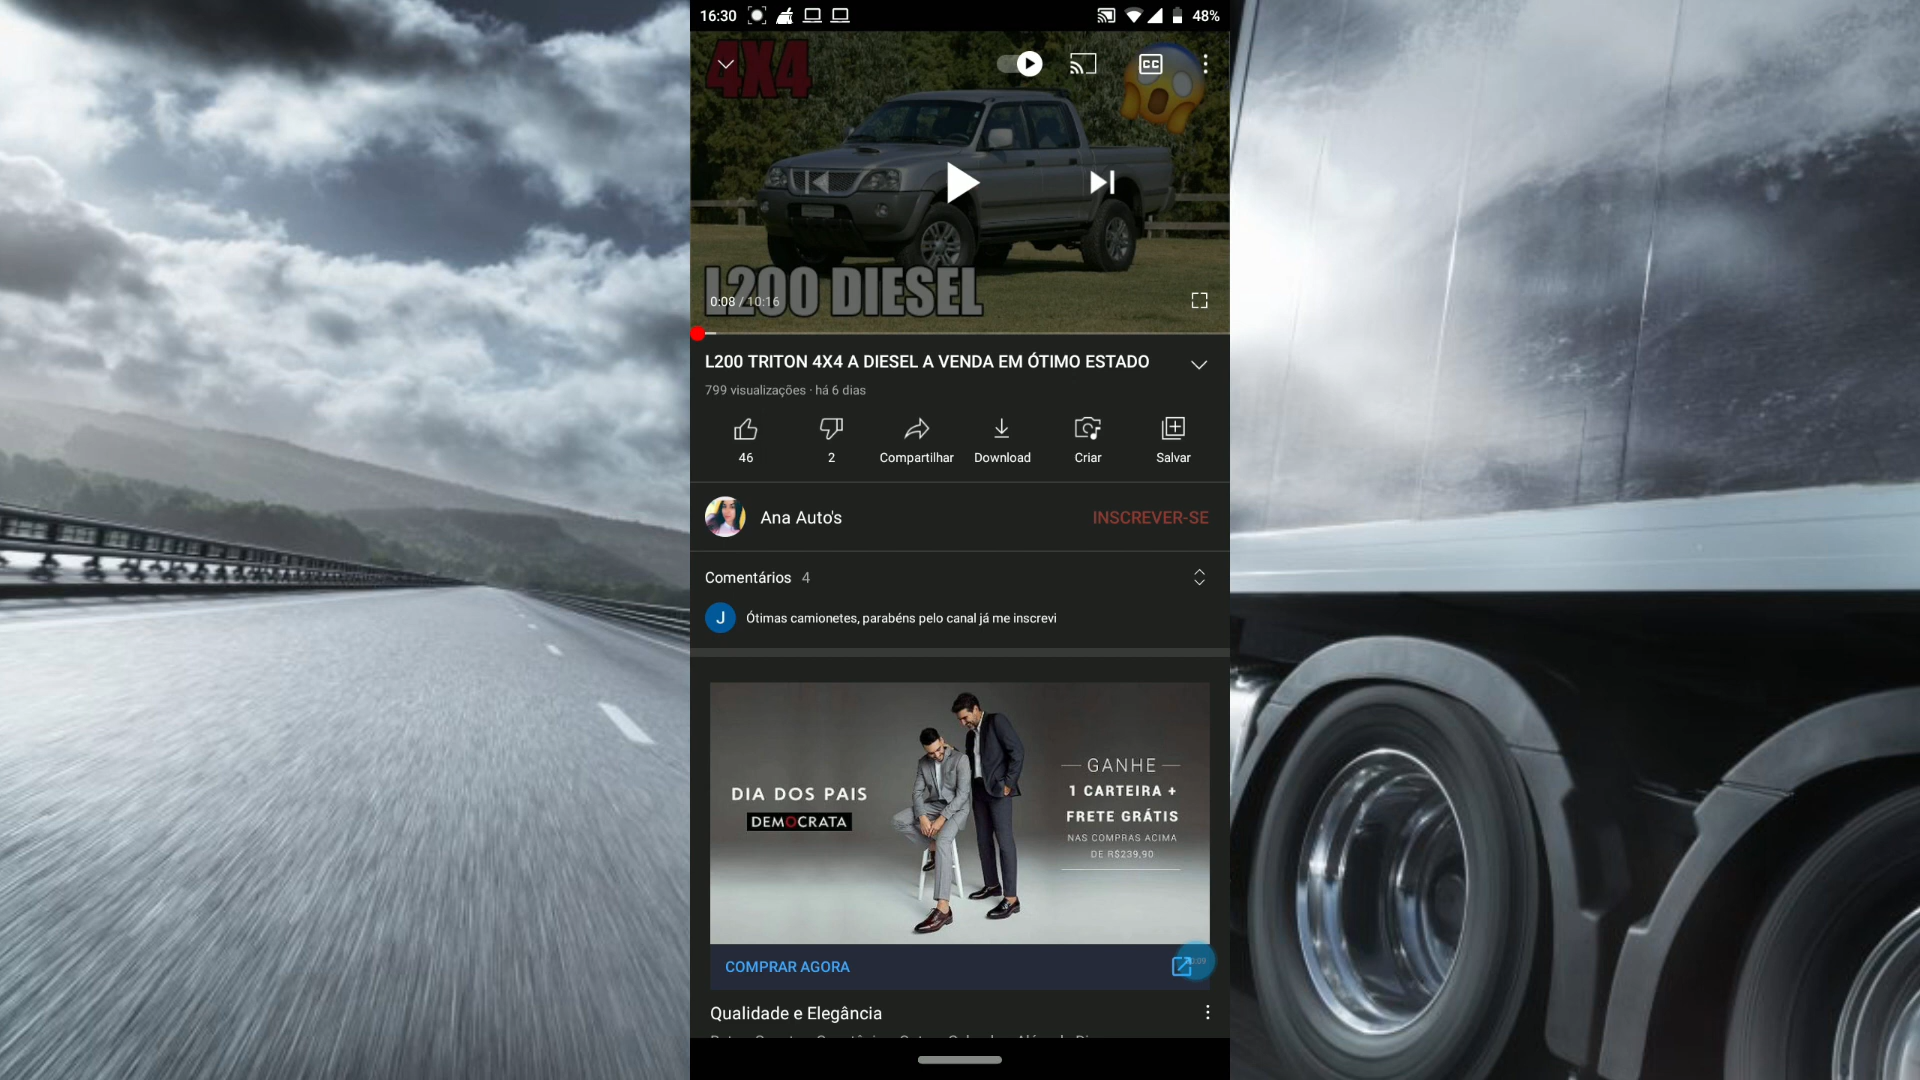 16:30
48%
4X4
CC
L200 DIESEL
0:08 / 10:16
L200 TRITON 4X4 A DIESEL A VENDA EM ÓTIMO ESTADO
799 visualizações · há 6 dias
46
2
Compartilhar
Download
Criar
Salvar
Ana Auto's
INSCREVER-SE
Comentários 4
J
Ótimas camionetes, parabéns pelo canal já me inscrevi
DIA DOS PAIS
DEMOCRATA
GANHE
1 CARTEIRA +
FRETE GRÁTIS
NAS COMPRAS ACIMA
DE R$239,90
COMPRAR AGORA
0:09
Qualidade e Elegância